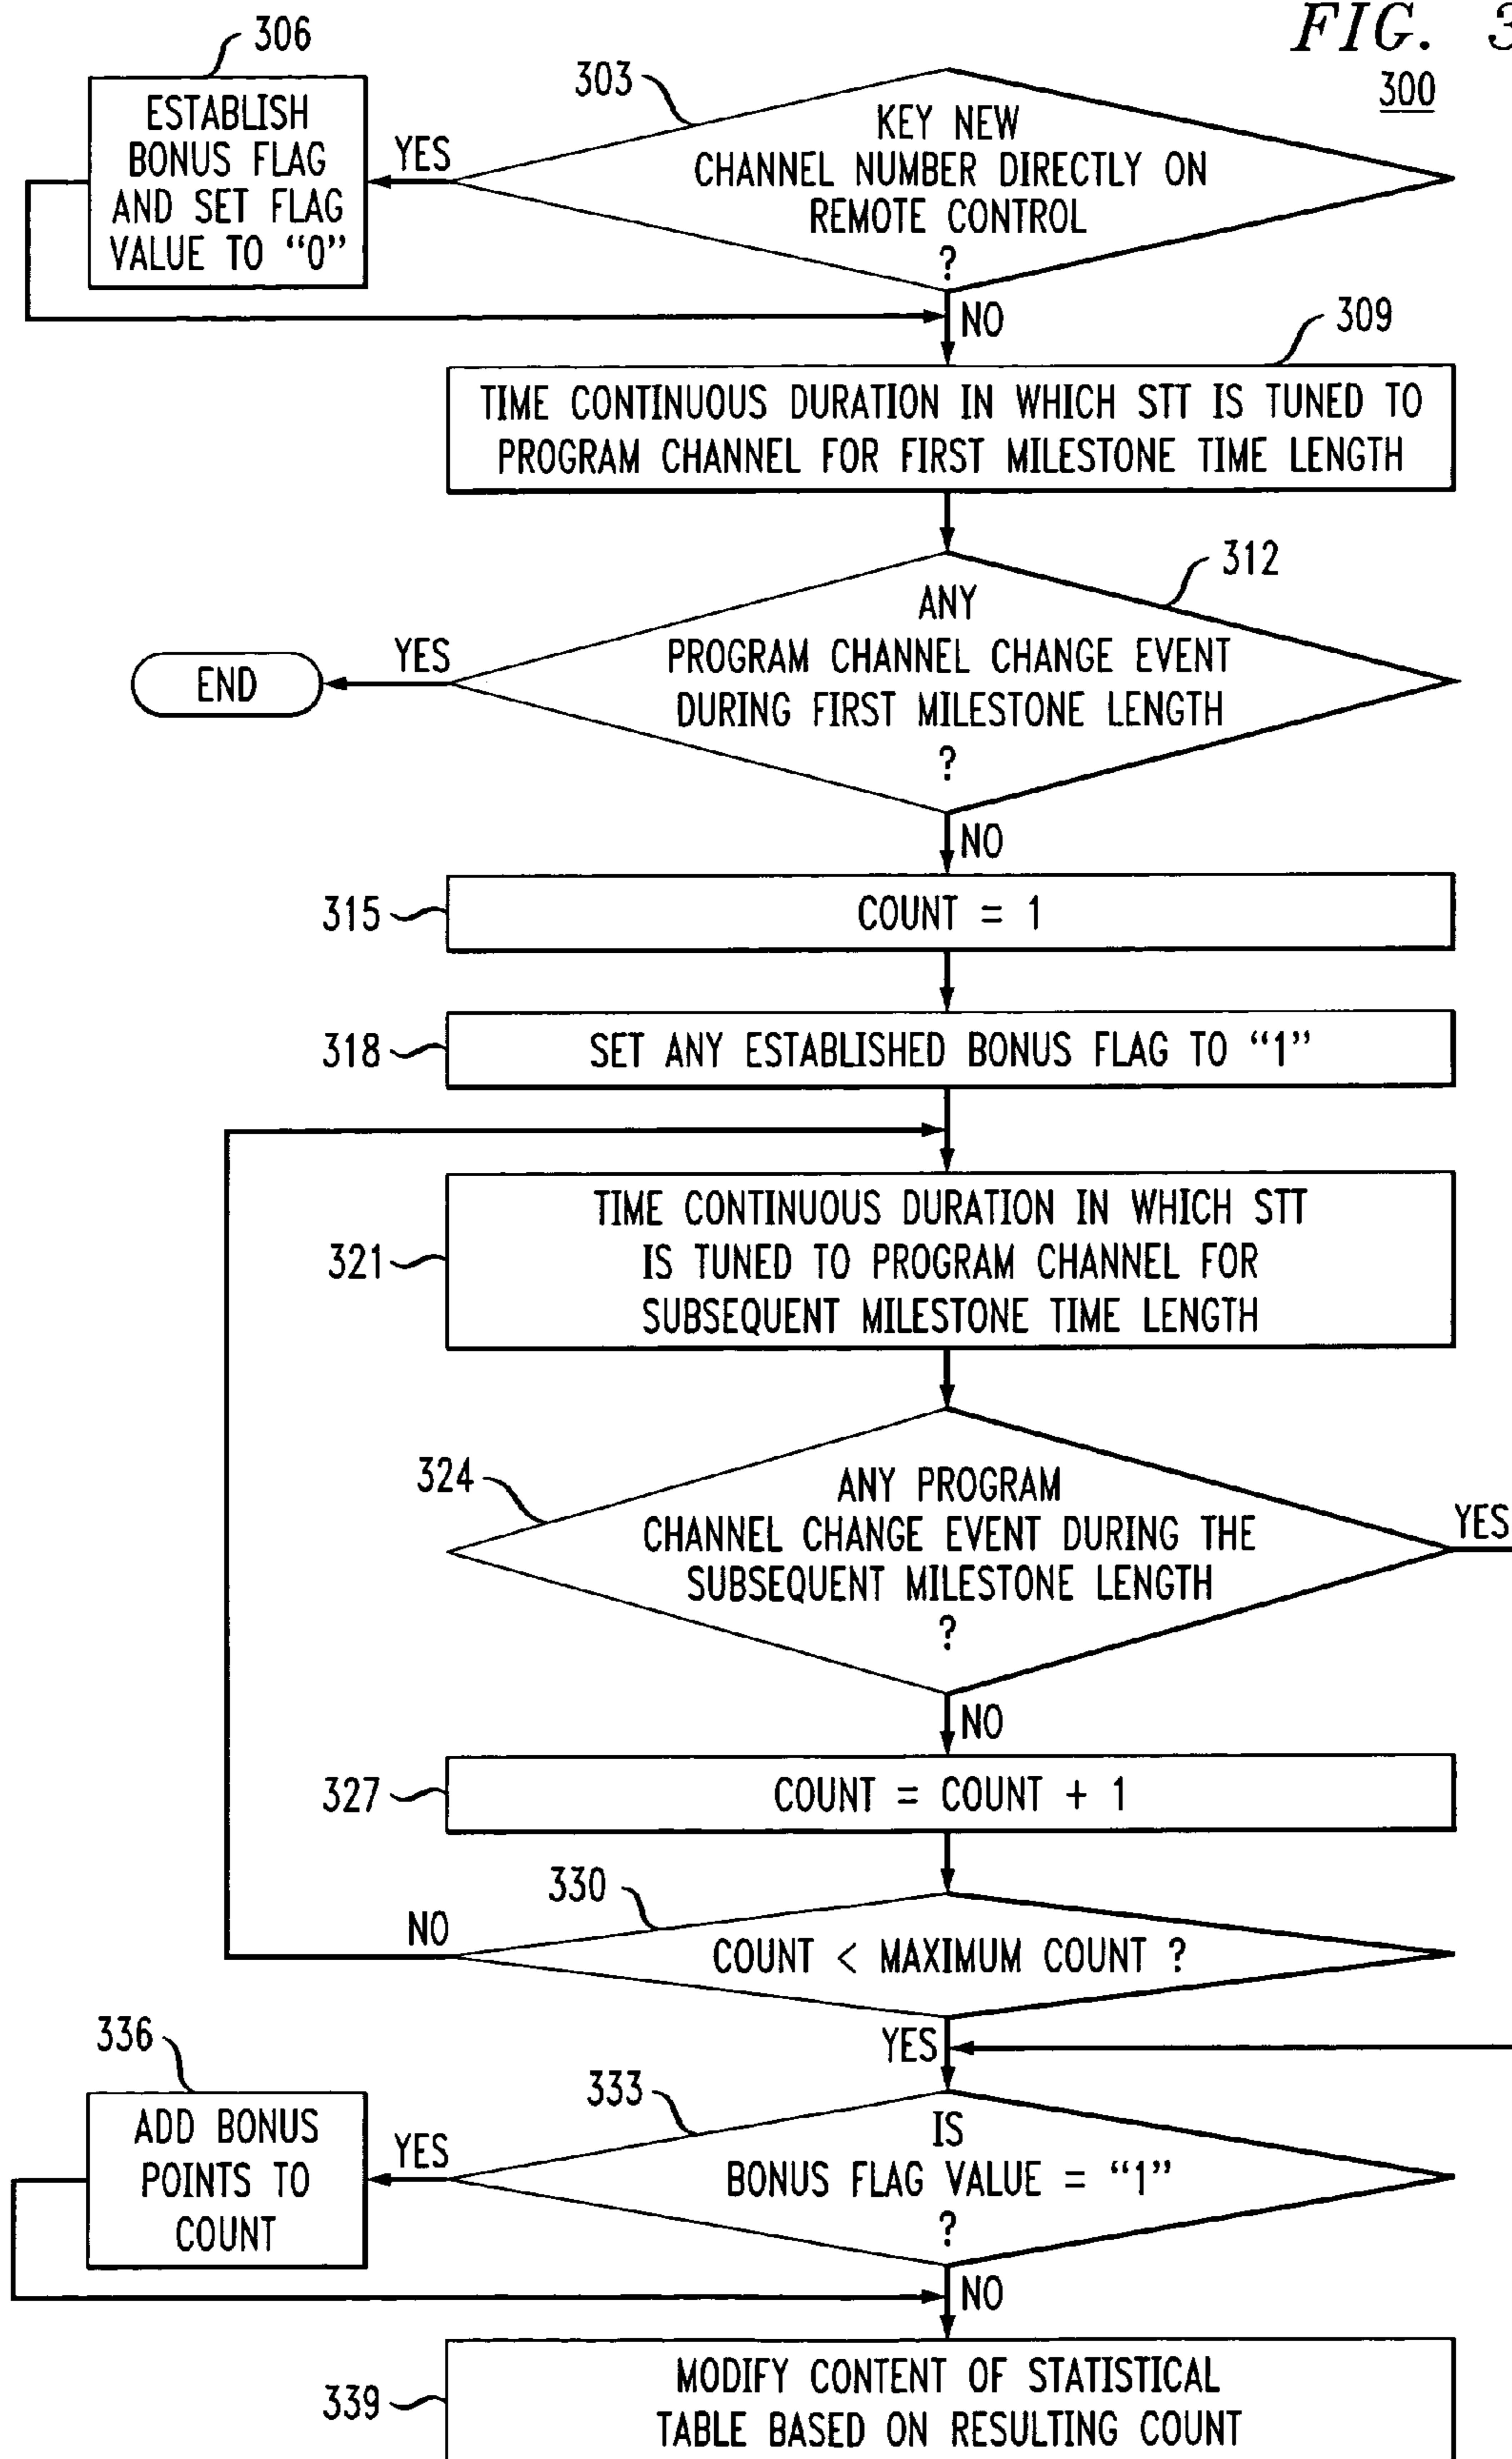 FIG. 3
300
306
ESTABLISH
BONUS FLAG
AND SET FLAG
VALUE TO “0”
YES
303
KEY NEW
CHANNEL NUMBER DIRECTLY ON
REMOTE CONTROL
?
NO
309
TIME CONTINUOUS DURATION IN WHICH STT IS TUNED TO
PROGRAM CHANNEL FOR FIRST MILESTONE TIME LENGTH
312
ANY
PROGRAM CHANNEL CHANGE EVENT
DURING FIRST MILESTONE LENGTH
?
YES
END
NO
315
COUNT = 1
318
SET ANY ESTABLISHED BONUS FLAG TO “1”
321
TIME CONTINUOUS DURATION IN WHICH STT
IS TUNED TO PROGRAM CHANNEL FOR
SUBSEQUENT MILESTONE TIME LENGTH
324
ANY PROGRAM
CHANNEL CHANGE EVENT DURING THE
SUBSEQUENT MILESTONE LENGTH
?
YES
NO
327
COUNT = COUNT + 1
330
NO
COUNT < MAXIMUM COUNT ?
YES
336
ADD BONUS
POINTS TO
COUNT
YES
333
IS
BONUS FLAG VALUE = “1”
?
NO
339
MODIFY CONTENT OF STATISTICAL
TABLE BASED ON RESULTING COUNT